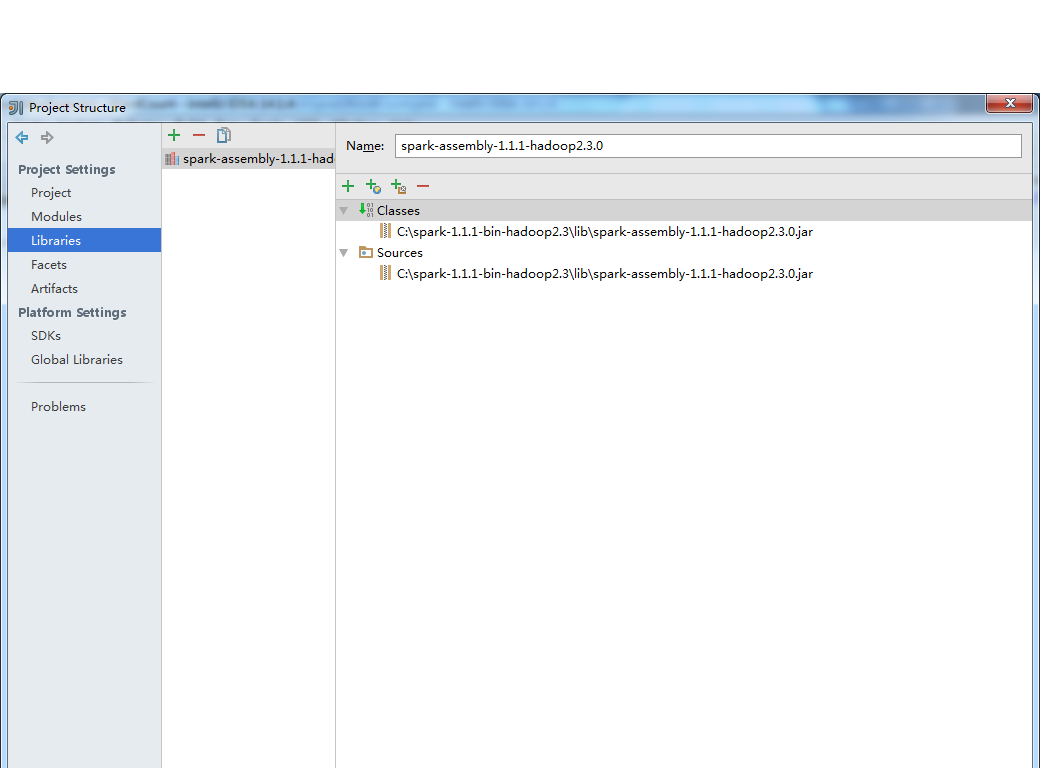 Project Structure
Project Settings
Project
Modules
Libraries
Facets
Artifacts
Platform Settings
SDKs
Global Libraries
Problems
spark-assembly-1.1.1-had
Name: spark-assembly-1.1.1-hadoop2.3.0
Classes
C:\spark-1.1.1-bin-hadoop2.3\lib\spark-assembly-1.1.1-hadoop2.3.0.jar
Sources
C:\spark-1.1.1-bin-hadoop2.3\lib\spark-assembly-1.1.1-hadoop2.3.0.jar